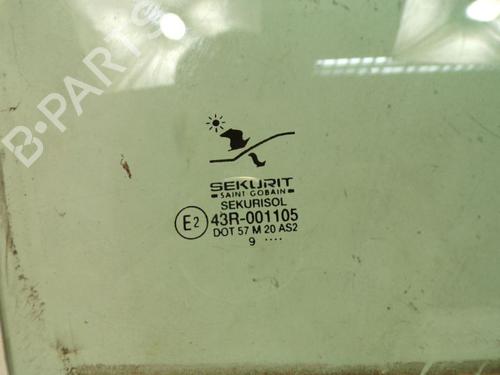 B-PARTS
SEKURIT
SAINT GOBAIN
SEKURISOL
E2 43R-001105
DOT 57 M 20 AS2
9 ....